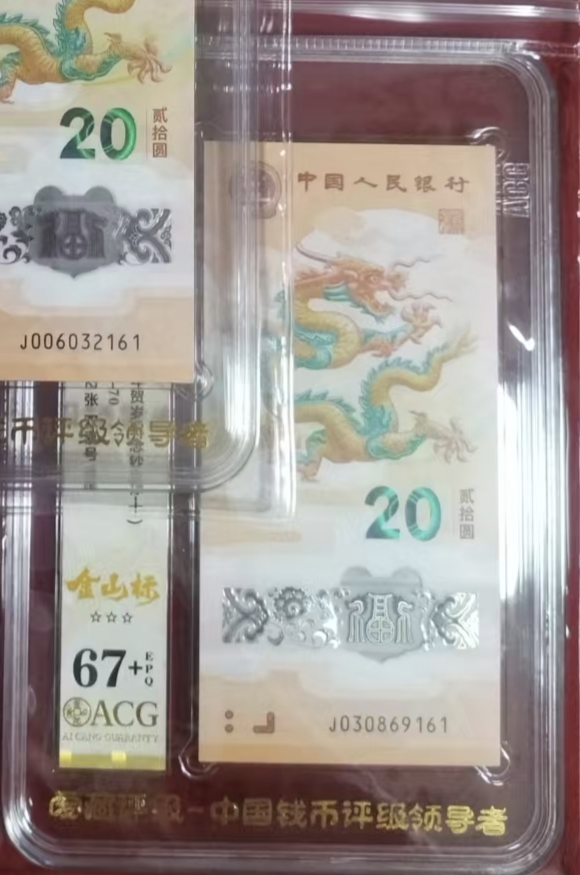 20
贰拾圆
J006032161
币评级领导者
中国人民银行
20
贰拾圆
J030869161
金山标
☆☆☆
67+
EPQ
ACG
AI CANG GUARRNTY
爱藏评级-中国钱币评级领导者